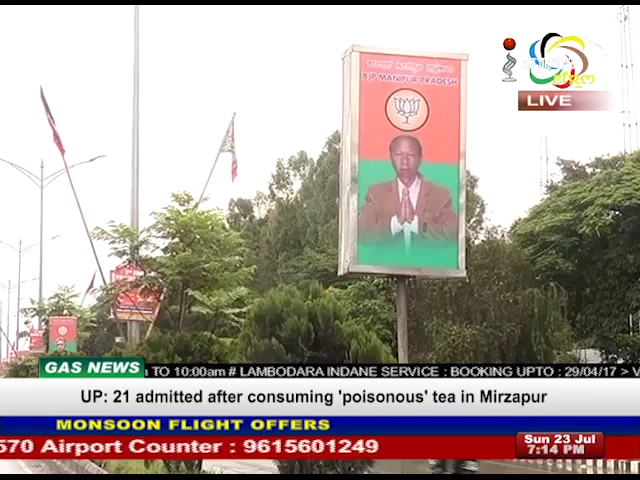 BJP MANIPUR PRADESH
LIVE
GAS NEWS
TO 10:00am # LAMBODARA INDANE SERVICE : BOOKING UPTO : 29/04/17 > V
UP: 21 admitted after consuming 'poisonous' tea in Mirzapur
MONSOON FLIGHT OFFERS
570 Airport Counter : 9615601249
Sun 23 Jul
7:14 PM